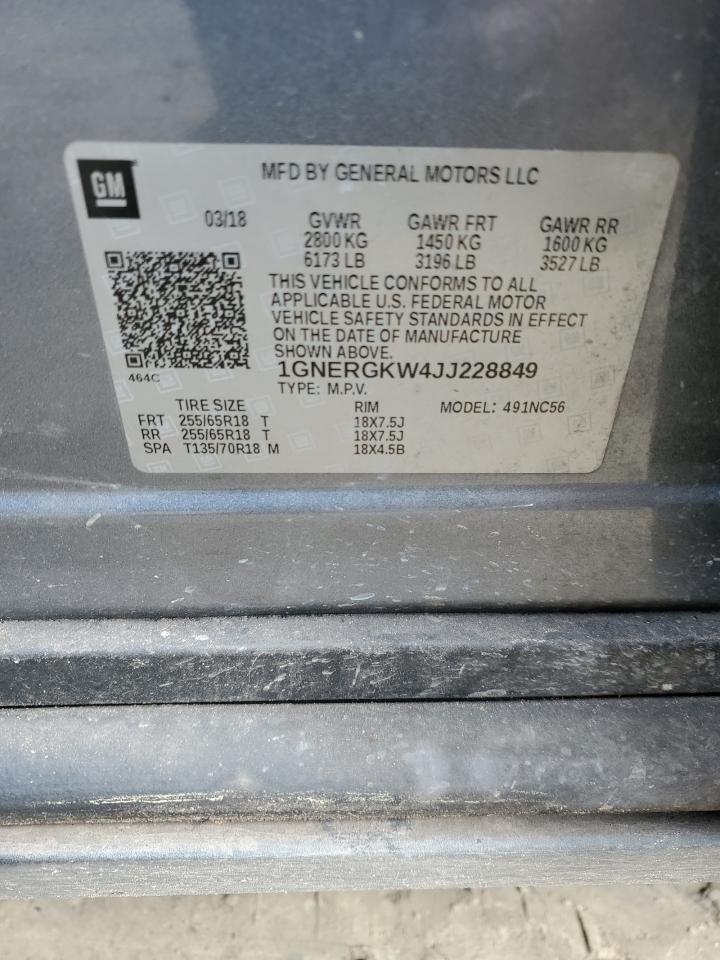 GM
MFD BY GENERAL MOTORS LLC
03/18 GVWR GAWR FRT GAWR RR
2800 KG 1450 KG 1600 KG
6173 LB 3196 LB 3527 LB
THIS VEHICLE CONFORMS TO ALL
APPLICABLE U.S. FEDERAL MOTOR
VEHICLE SAFETY STANDARDS IN EFFECT
ON THE DATE OF MANUFACTURE
SHOWN ABOVE.
464C 1GNERGKW4JJ228849
TYPE: M.P.V.
TIRE SIZE RIM MODEL: 491NC56
FRT 255/65R18 T 18X7.5J
RR 255/65R18 T 18X7.5J
SPA T135/70R18 M 18X4.5B